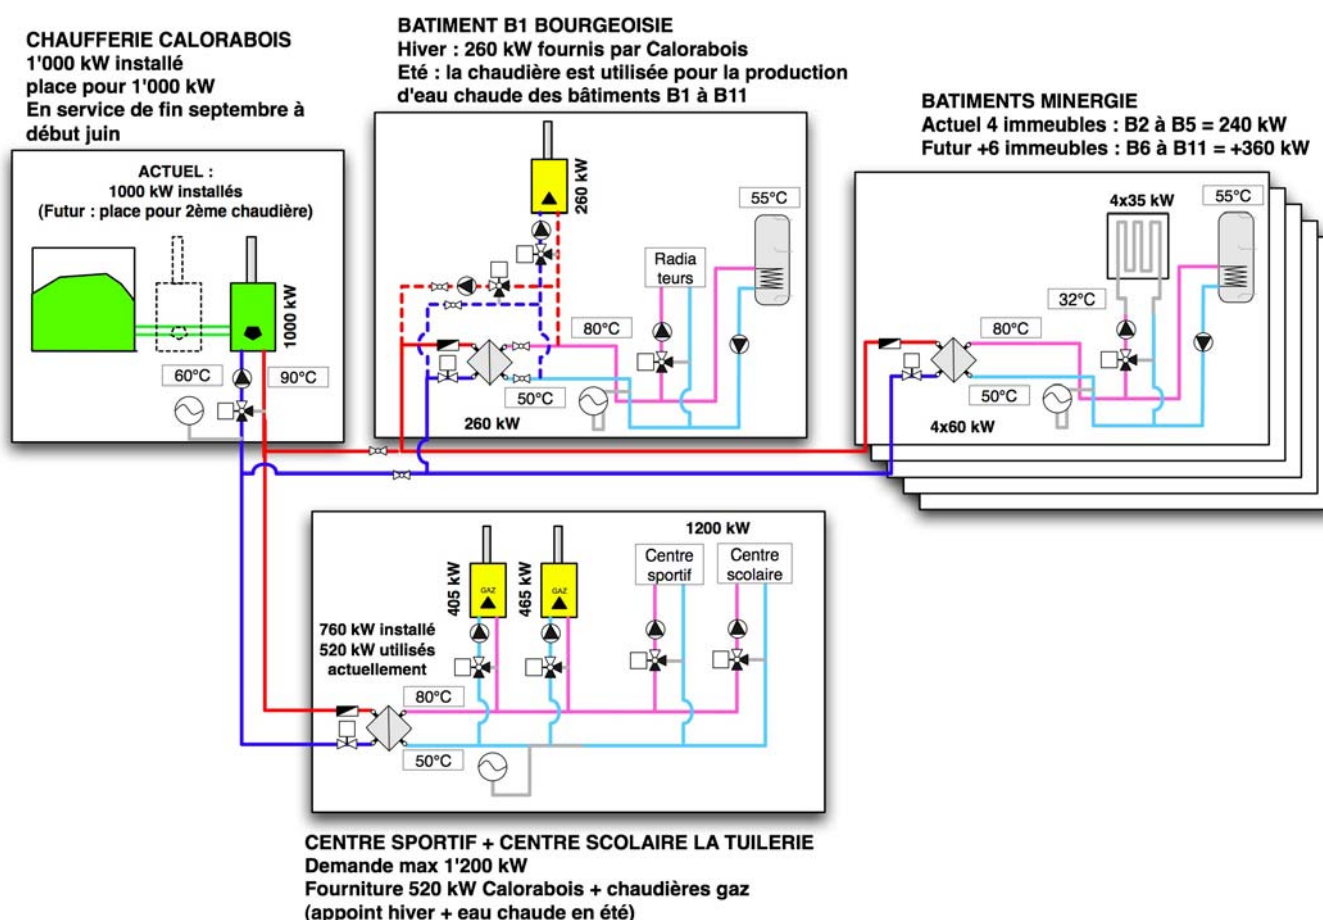 CHAUFFERIE CALORABOIS
1'000 kW installé
place pour 1'000 kW
En service de fin septembre à
début juin
ACTUEL :
1000 kW installés
(Futur : place pour 2ème chaudière)
1000 kW
60°C
90°C
BATIMENT B1 BOURGEOISIE
Hiver : 260 kW fournis par Calorabois
Eté : la chaudière est utilisée pour la production
d'eau chaude des bâtiments B1 à B11
260 kW
55°C
Radia
teurs
80°C
50°C
260 kW
BATIMENTS MINERGIE
Actuel 4 immeubles : B2 à B5 = 240 kW
Futur +6 immeubles : B6 à B11 = +360 kW
4x35 kW
55°C
32°C
80°C
50°C
4x60 kW
1200 kW
405 kW
GAZ
465 kW
GAZ
Centre
sportif
Centre
scolaire
760 kW installé
520 kW utilisés
actuellement
80°C
50°C
CENTRE SPORTIF + CENTRE SCOLAIRE LA TUILERIE
Demande max 1'200 kW
Fourniture 520 kW Calorabois + chaudières gaz
(appoint hiver + eau chaude en été)